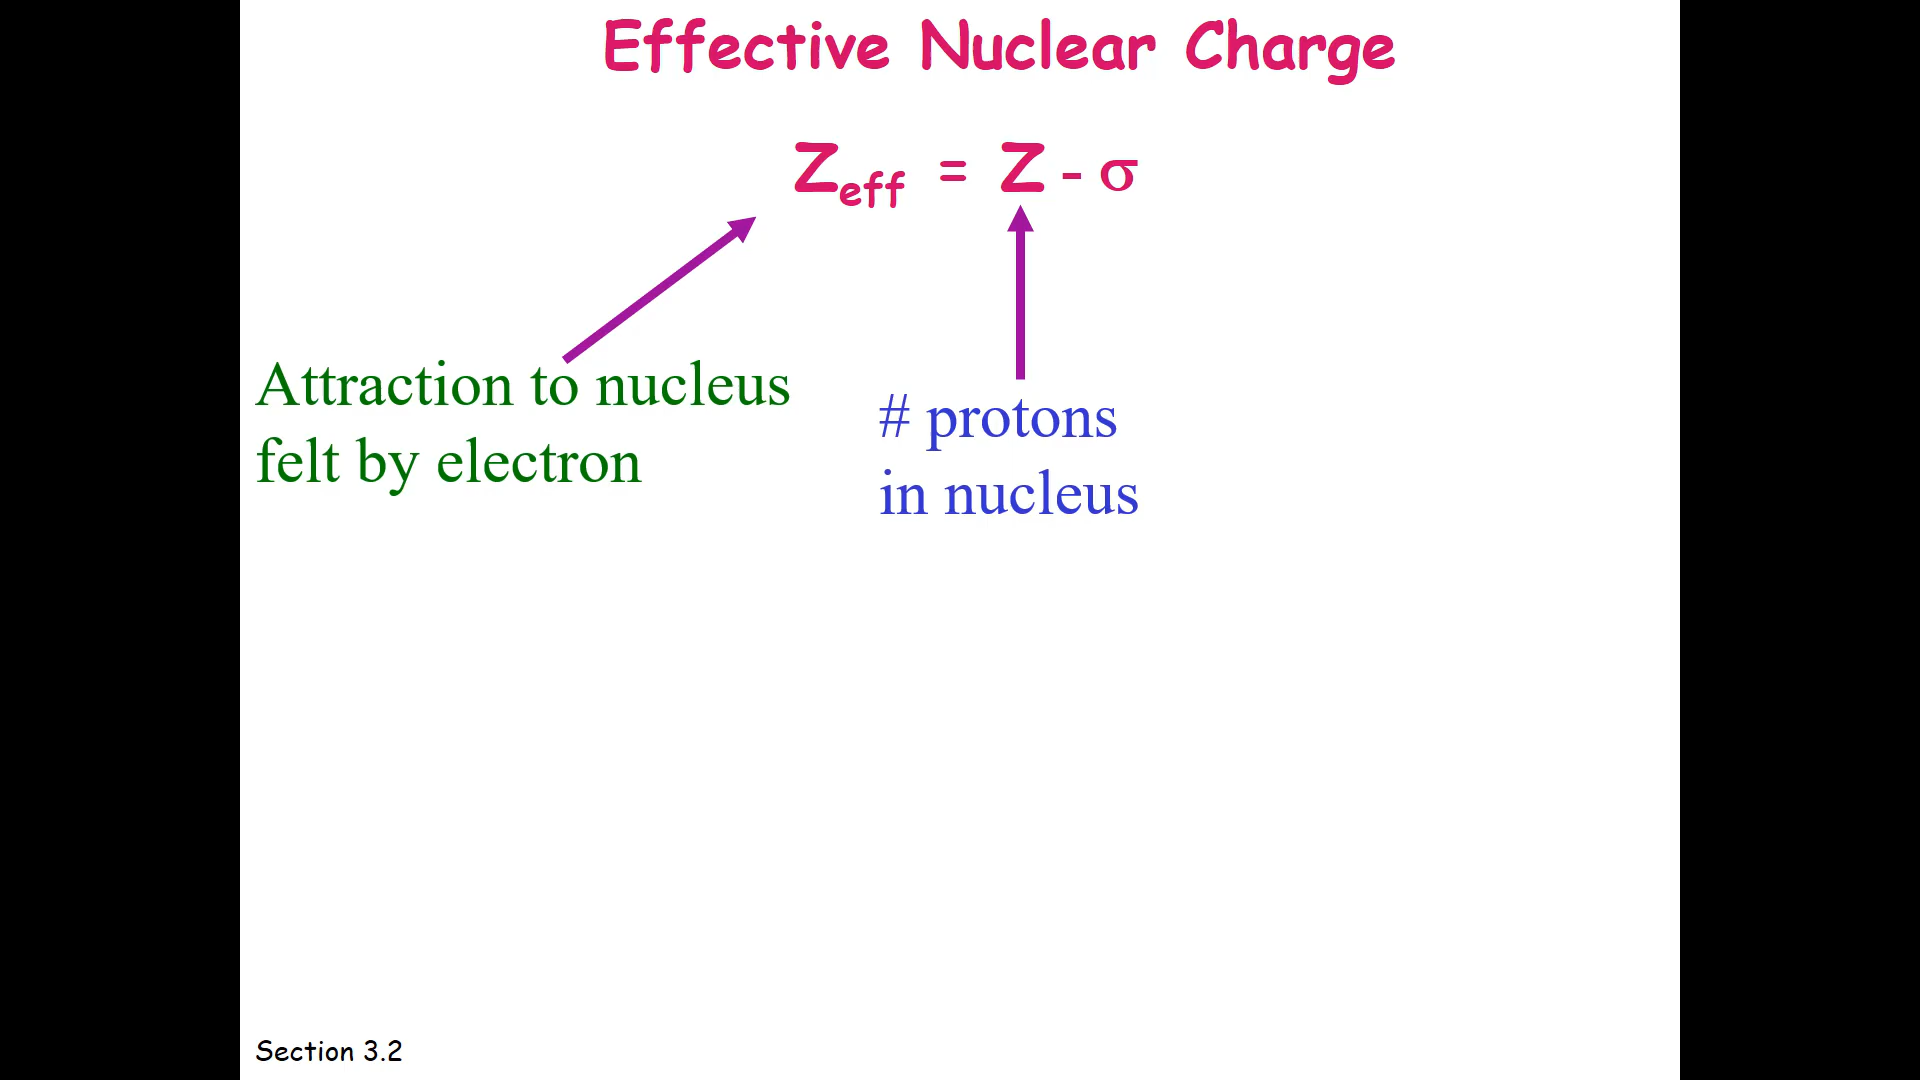 Effective Nuclear Charge
Zeff = Z - σ
Attraction to nucleus
felt by electron
# protons
in nucleus
Section 3.2